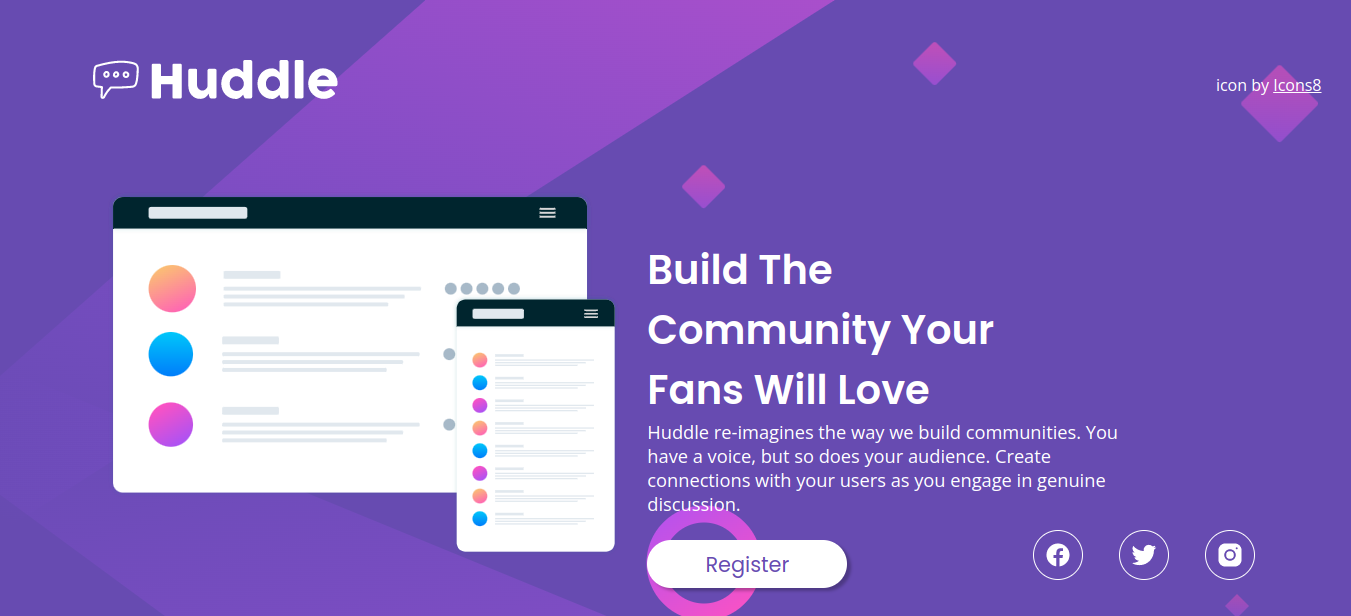 Huddle
icon by Icons8
Build The
Community Your
Fans Will Love
Huddle re-imagines the way we build communities. You
have a voice, but so does your audience. Create
connections with your users as you engage in genuine
discussion.
Register